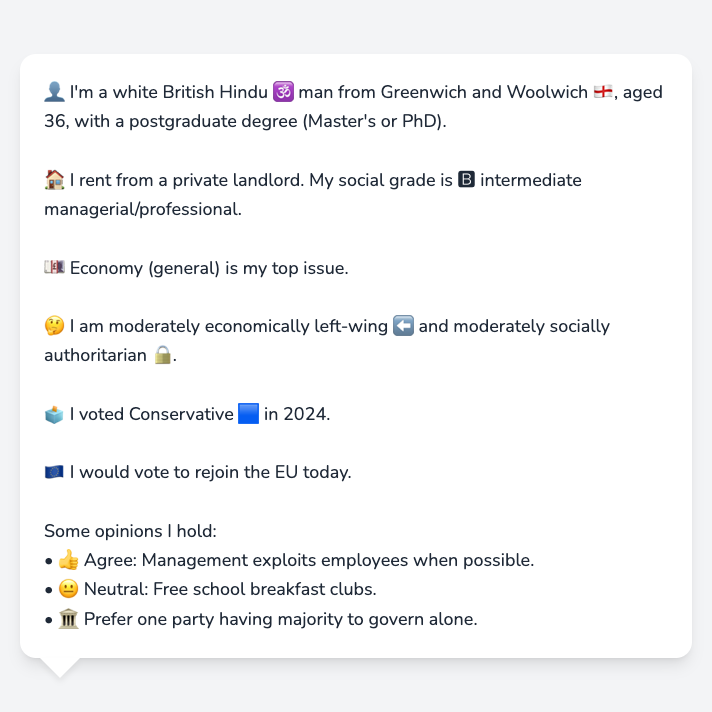 👤 I'm a white British Hindu 🕉️ man from Greenwich and Woolwich 🏴󠁧󠁢󠁥󠁮󠁧󠁿, aged
36, with a postgraduate degree (Master's or PhD).
🏠 I rent from a private landlord. My social grade is 🅱 intermediate
managerial/professional.
💷 Economy (general) is my top issue.
🤔 I am moderately economically left-wing ⬅️ and moderately socially
authoritarian 🔒.
🗳️ I voted Conservative 🟦 in 2024.
🇪🇺 I would vote to rejoin the EU today.
Some opinions I hold:
• 👍 Agree: Management exploits employees when possible.
• 😐 Neutral: Free school breakfast clubs.
• 🏛️ Prefer one party having majority to govern alone.